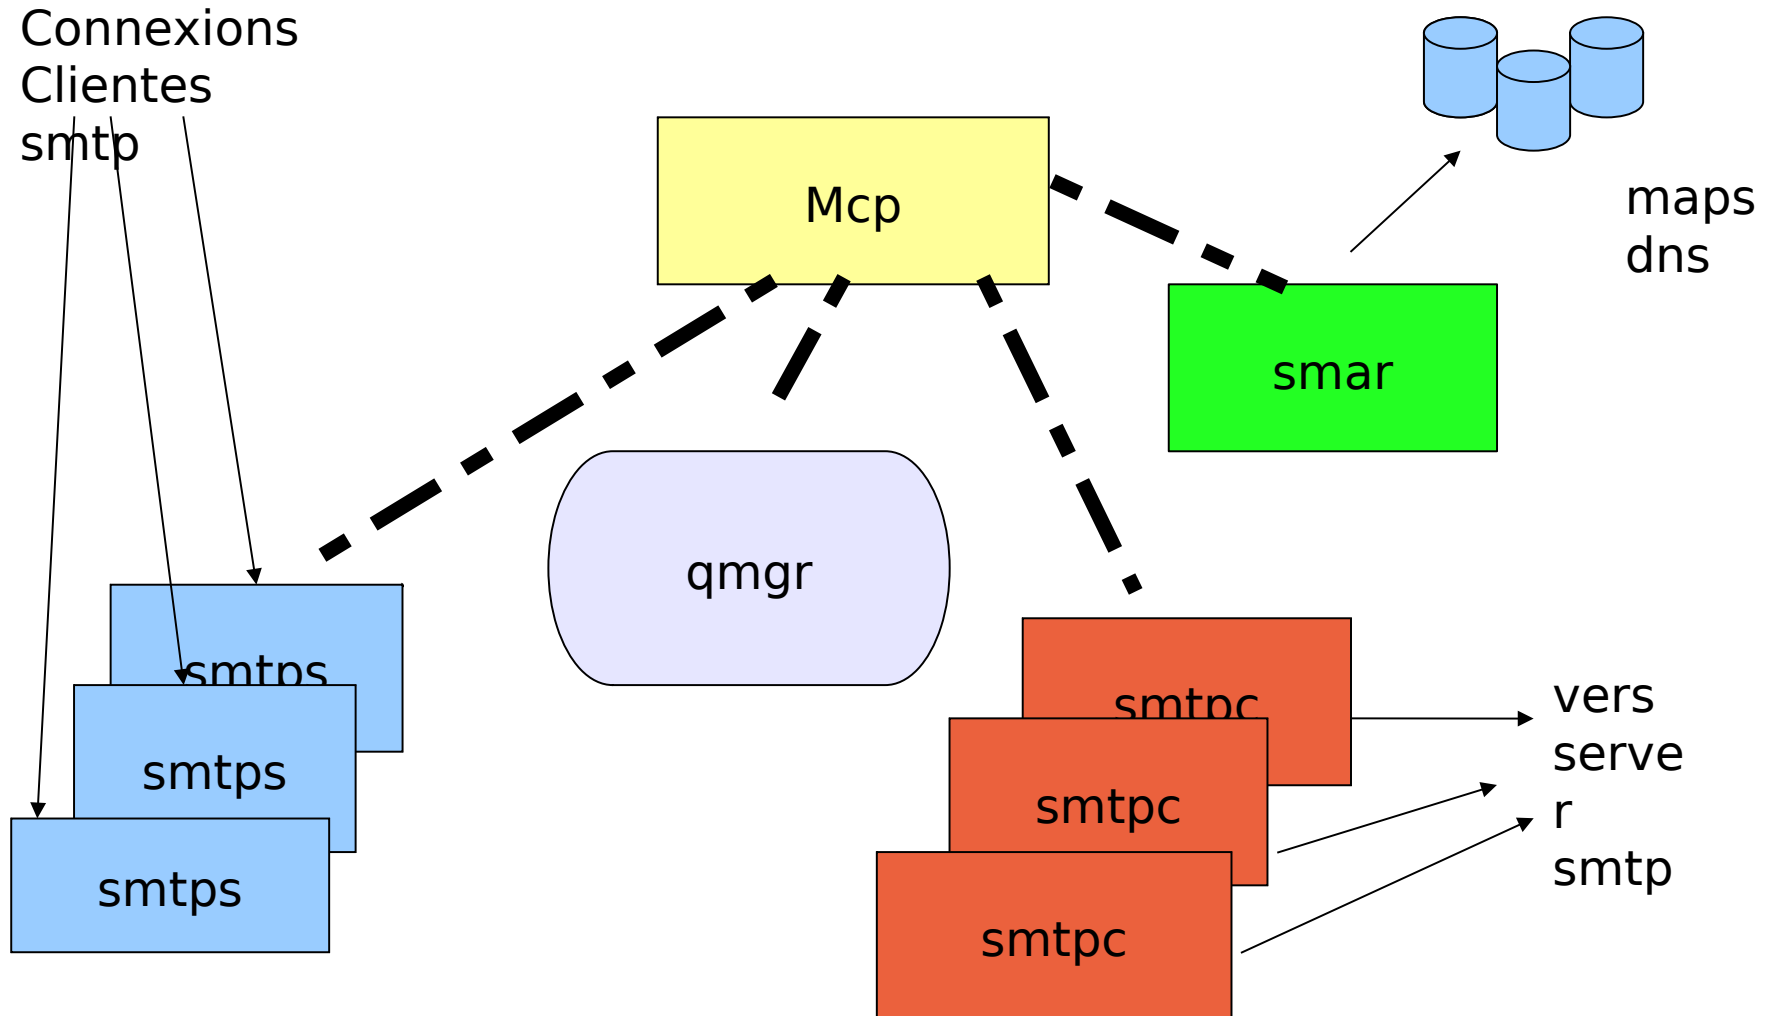 Connexions
Clientes
smtp
Mcp
maps
dns
smar
qmgr
smtps
smtps
smtps
smtpc
smtpc
smtpc
vers
serve
r
smtp